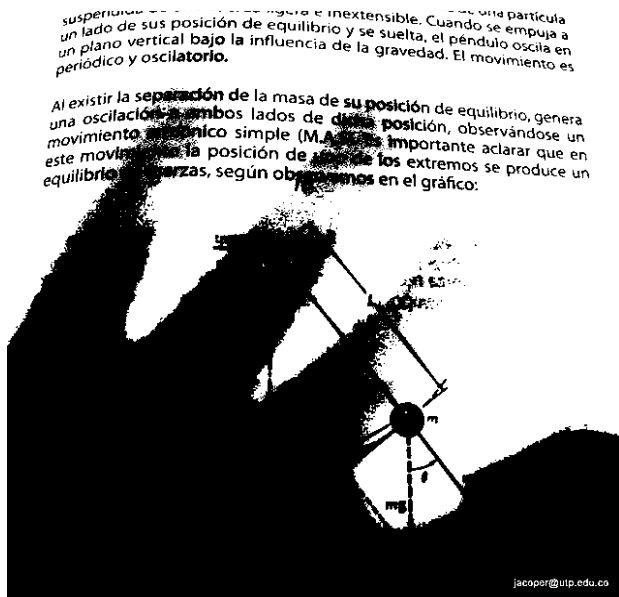 suspendida de ligera e inextensible. Cuando se empuja a
un lado de sus posición de equilibrio y se suelta, el péndulo oscila en
un plano vertical bajo la influencia de la gravedad. El movimiento es
periódico y oscilatorio.
Al existir la separación de la masa de su posición de equilibrio, genera
una oscilación a ambos lados de dicha posición, observándose un
movimiento armónico simple (M.A.S). Es importante aclarar que en
este movimiento la posición de uno de los extremos se produce un
equilibrio de fuerzas, según observamos en el gráfico:
L
m
θ
mg
jacoper@utp.edu.co